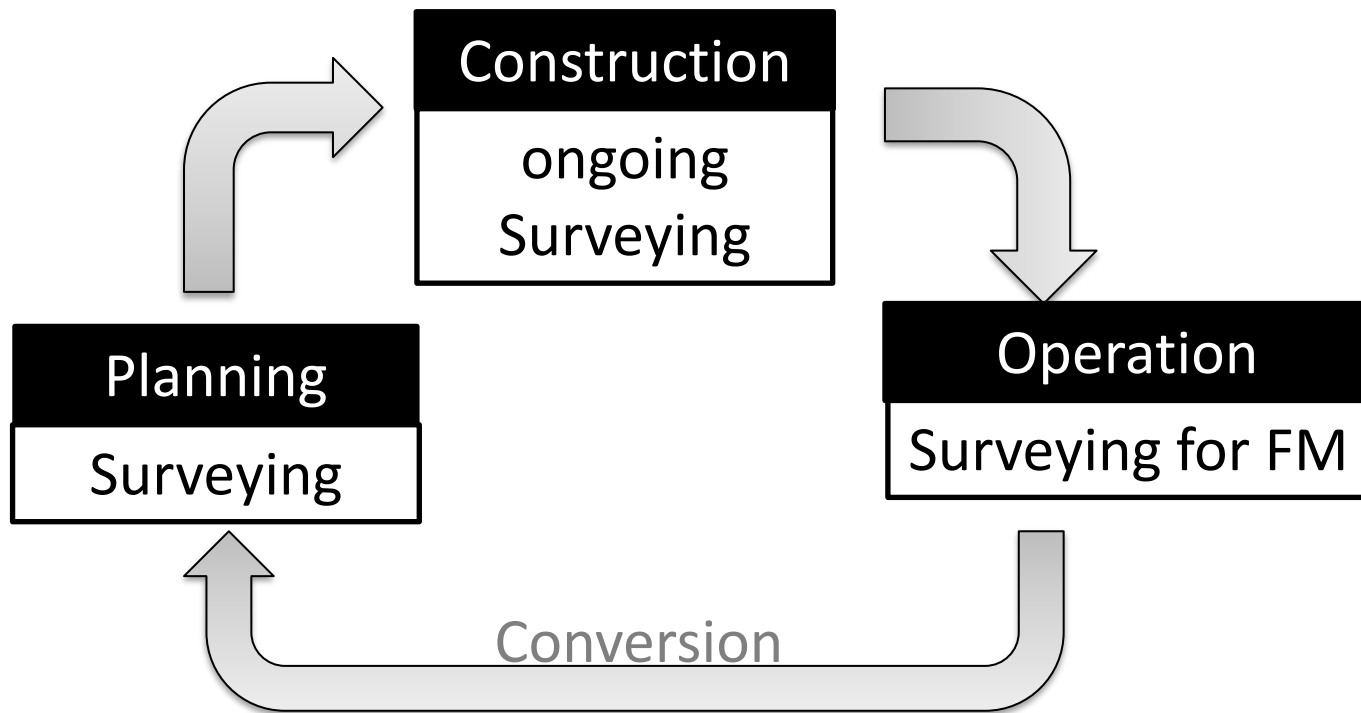 Construction
ongoing
Surveying
Planning
Surveying
Operation
Surveying for FM
Conversion